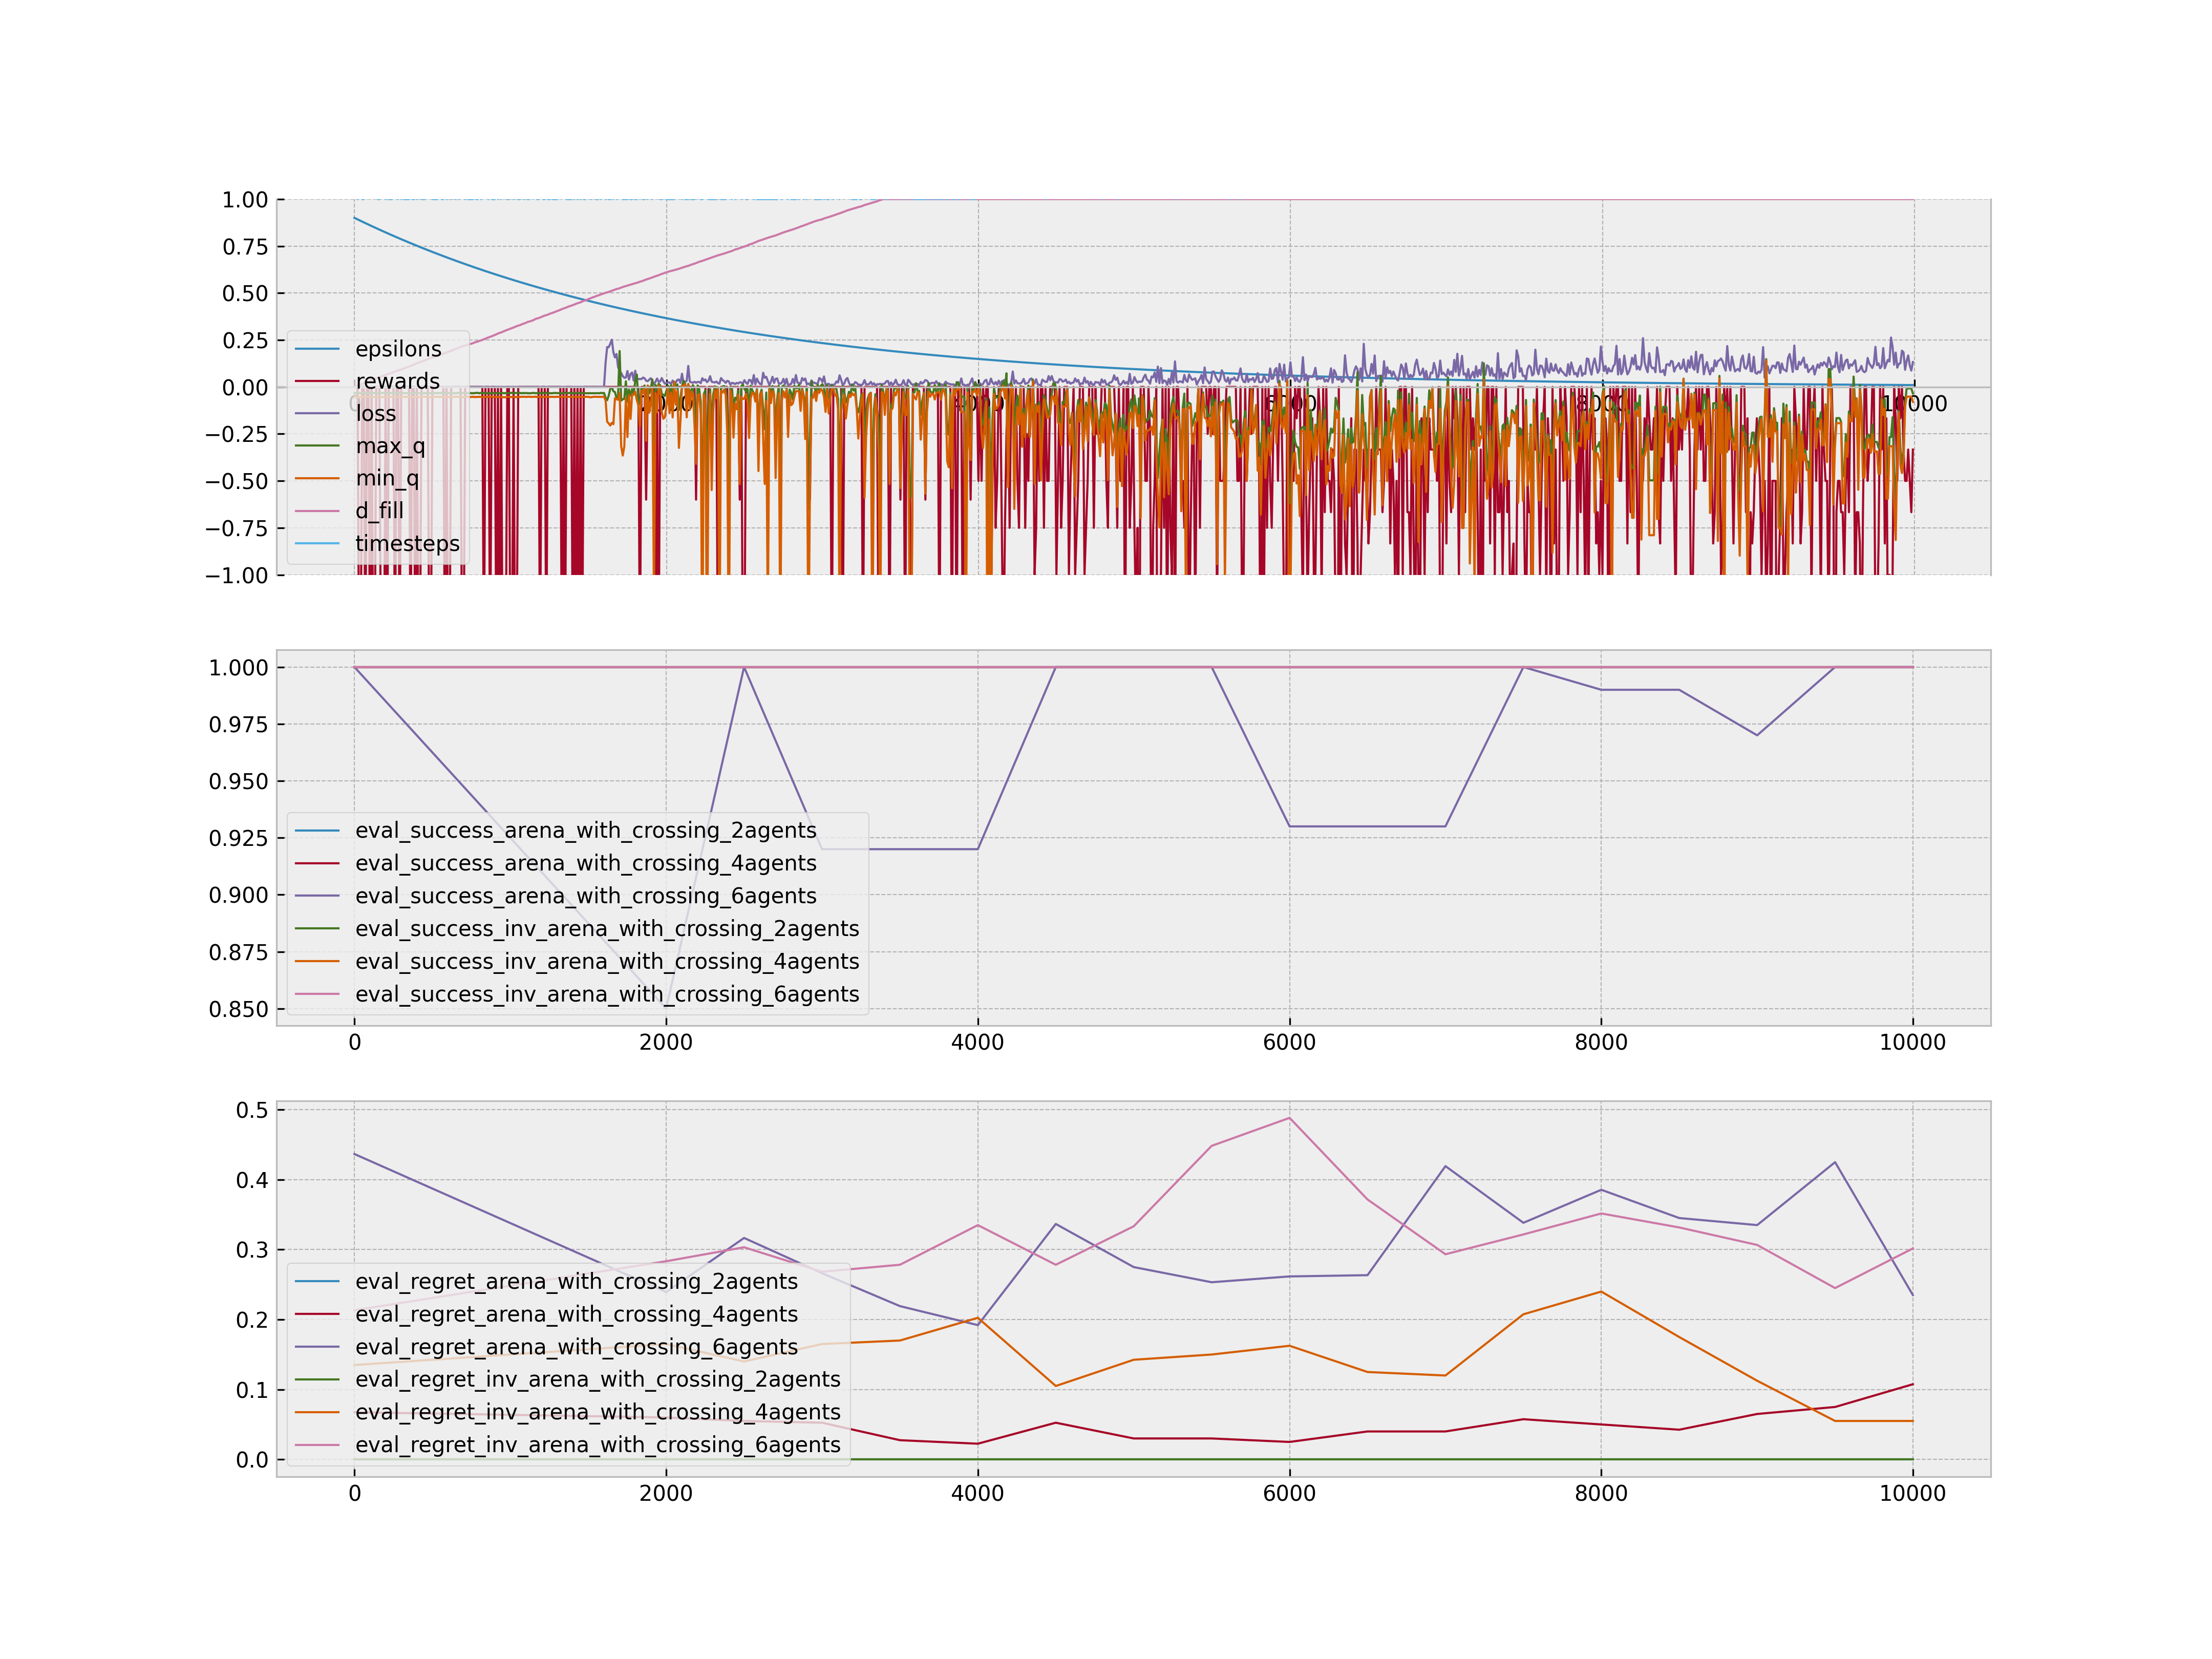 1.00
0.75
0.50
0.25
0.00
−0.25
−0.50
−0.75
−1.00
2000
4000
6000
8000
10000
epsilons
rewards
loss
max_q
min_q
d_fill
timesteps
1.000
0.975
0.950
0.925
0.900
0.875
0.850
eval_success_arena_with_crossing_2agents
eval_success_arena_with_crossing_4agents
eval_success_arena_with_crossing_6agents
eval_success_inv_arena_with_crossing_2agents
eval_success_inv_arena_with_crossing_4agents
eval_success_inv_arena_with_crossing_6agents
0 2000 4000 6000 8000 10000
0.5
0.4
0.3
0.2
0.1
0.0
eval_regret_arena_with_crossing_2agents
eval_regret_arena_with_crossing_4agents
eval_regret_arena_with_crossing_6agents
eval_regret_inv_arena_with_crossing_2agents
eval_regret_inv_arena_with_crossing_4agents
eval_regret_inv_arena_with_crossing_6agents
0 2000 4000 6000 8000 10000